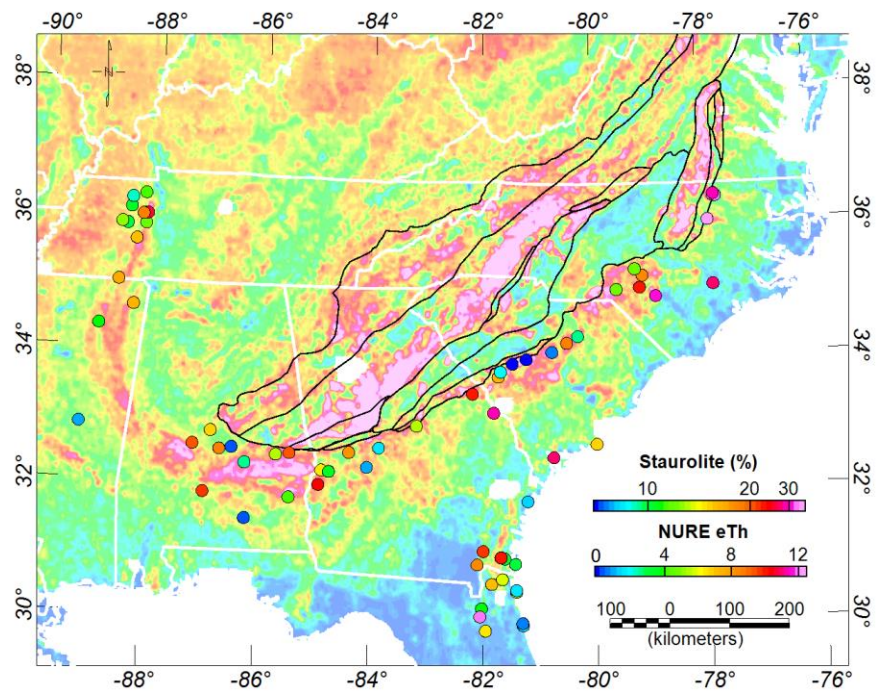 -90° -88° -86° -84° -82° -80° -78° -76°
38° 38°
N
36° 36°
34° 34°
32° 32°
30° 30°
Staurolite (%)
10 20 30
NURE eTh
0 4 8 12
100 0 100 200
(kilometers)
-88° -86° -84° -82° -80° -78° -76°